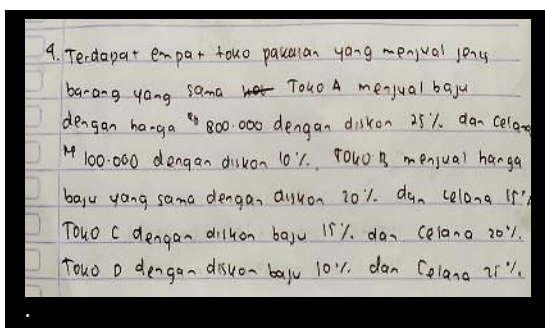 9. Terdapat empat toko pakaian yang menjual jenis
barang yang sama Toko A menjual baju
dengan harga Rp 800.000 dengan diskon 25% dan celana
Rp 100.000 dengan diskon 10%. Toko B menjual harga
baju yang sama dengan diskon 20% dan celana 15%
Toko C dengan diskon baju 15% dan celana 20%.
Toko D dengan diskon baju 10% dan celana 25%.